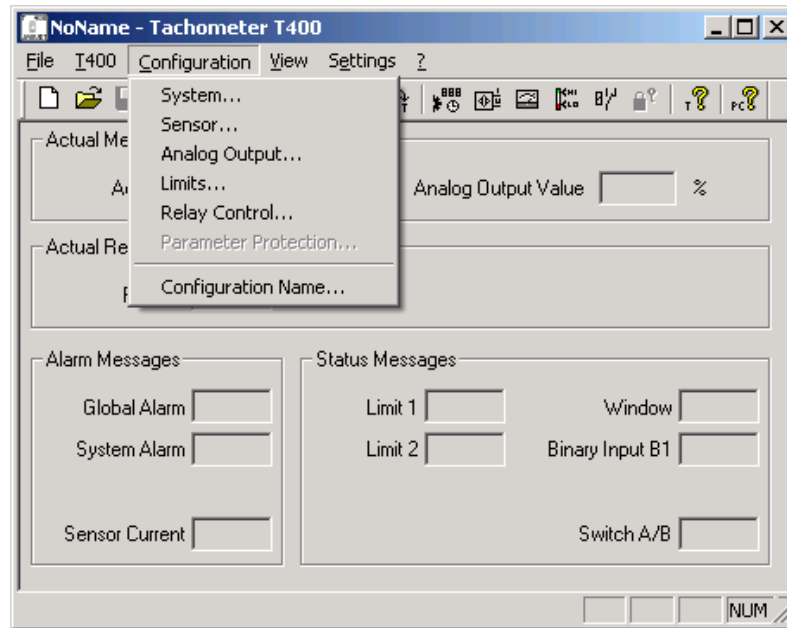 NoName - Tachometer T400
File T400 Configuration View Settings ?
System...
Sensor...
Analog Output...
Limits...
Relay Control...
Parameter Protection...
Configuration Name...
Actual Me
Analog Output Value %
Actual Re
Alarm Messages
Global Alarm
System Alarm
Sensor Current
Status Messages
Limit 1 Window
Limit 2 Binary Input B1
Switch A/B
NUM